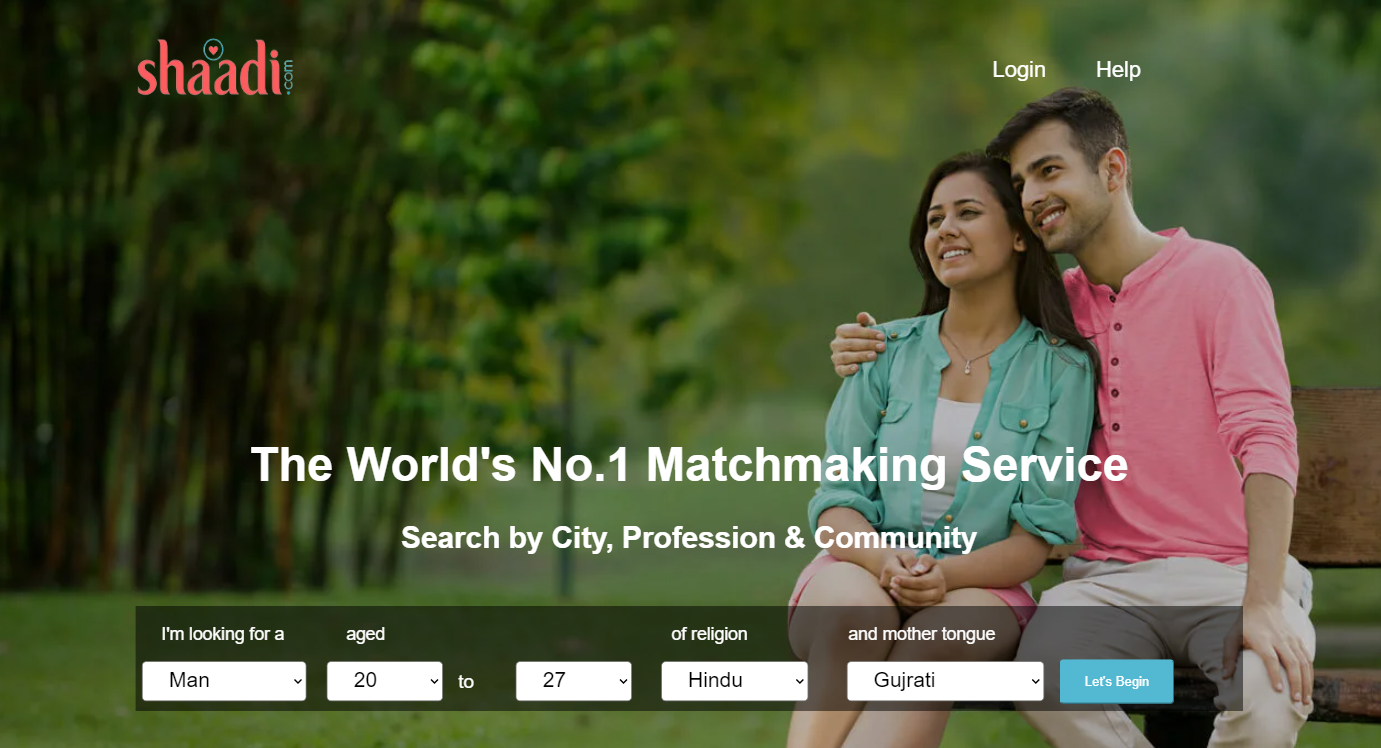 shaadi.com
Login Help
The World's No.1 Matchmaking Service
Search by City, Profession & Community
I'm looking for a aged of religion and mother tongue
Man 20 to 27 Hindu Gujrati Let's Begin